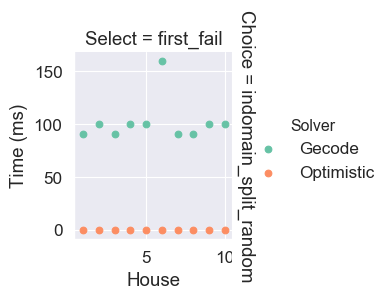 Select = first_fail
Choice = indomain_split_random
Time (ms)
150
100
50
0
5
10
House
Solver
Gecode
Optimistic